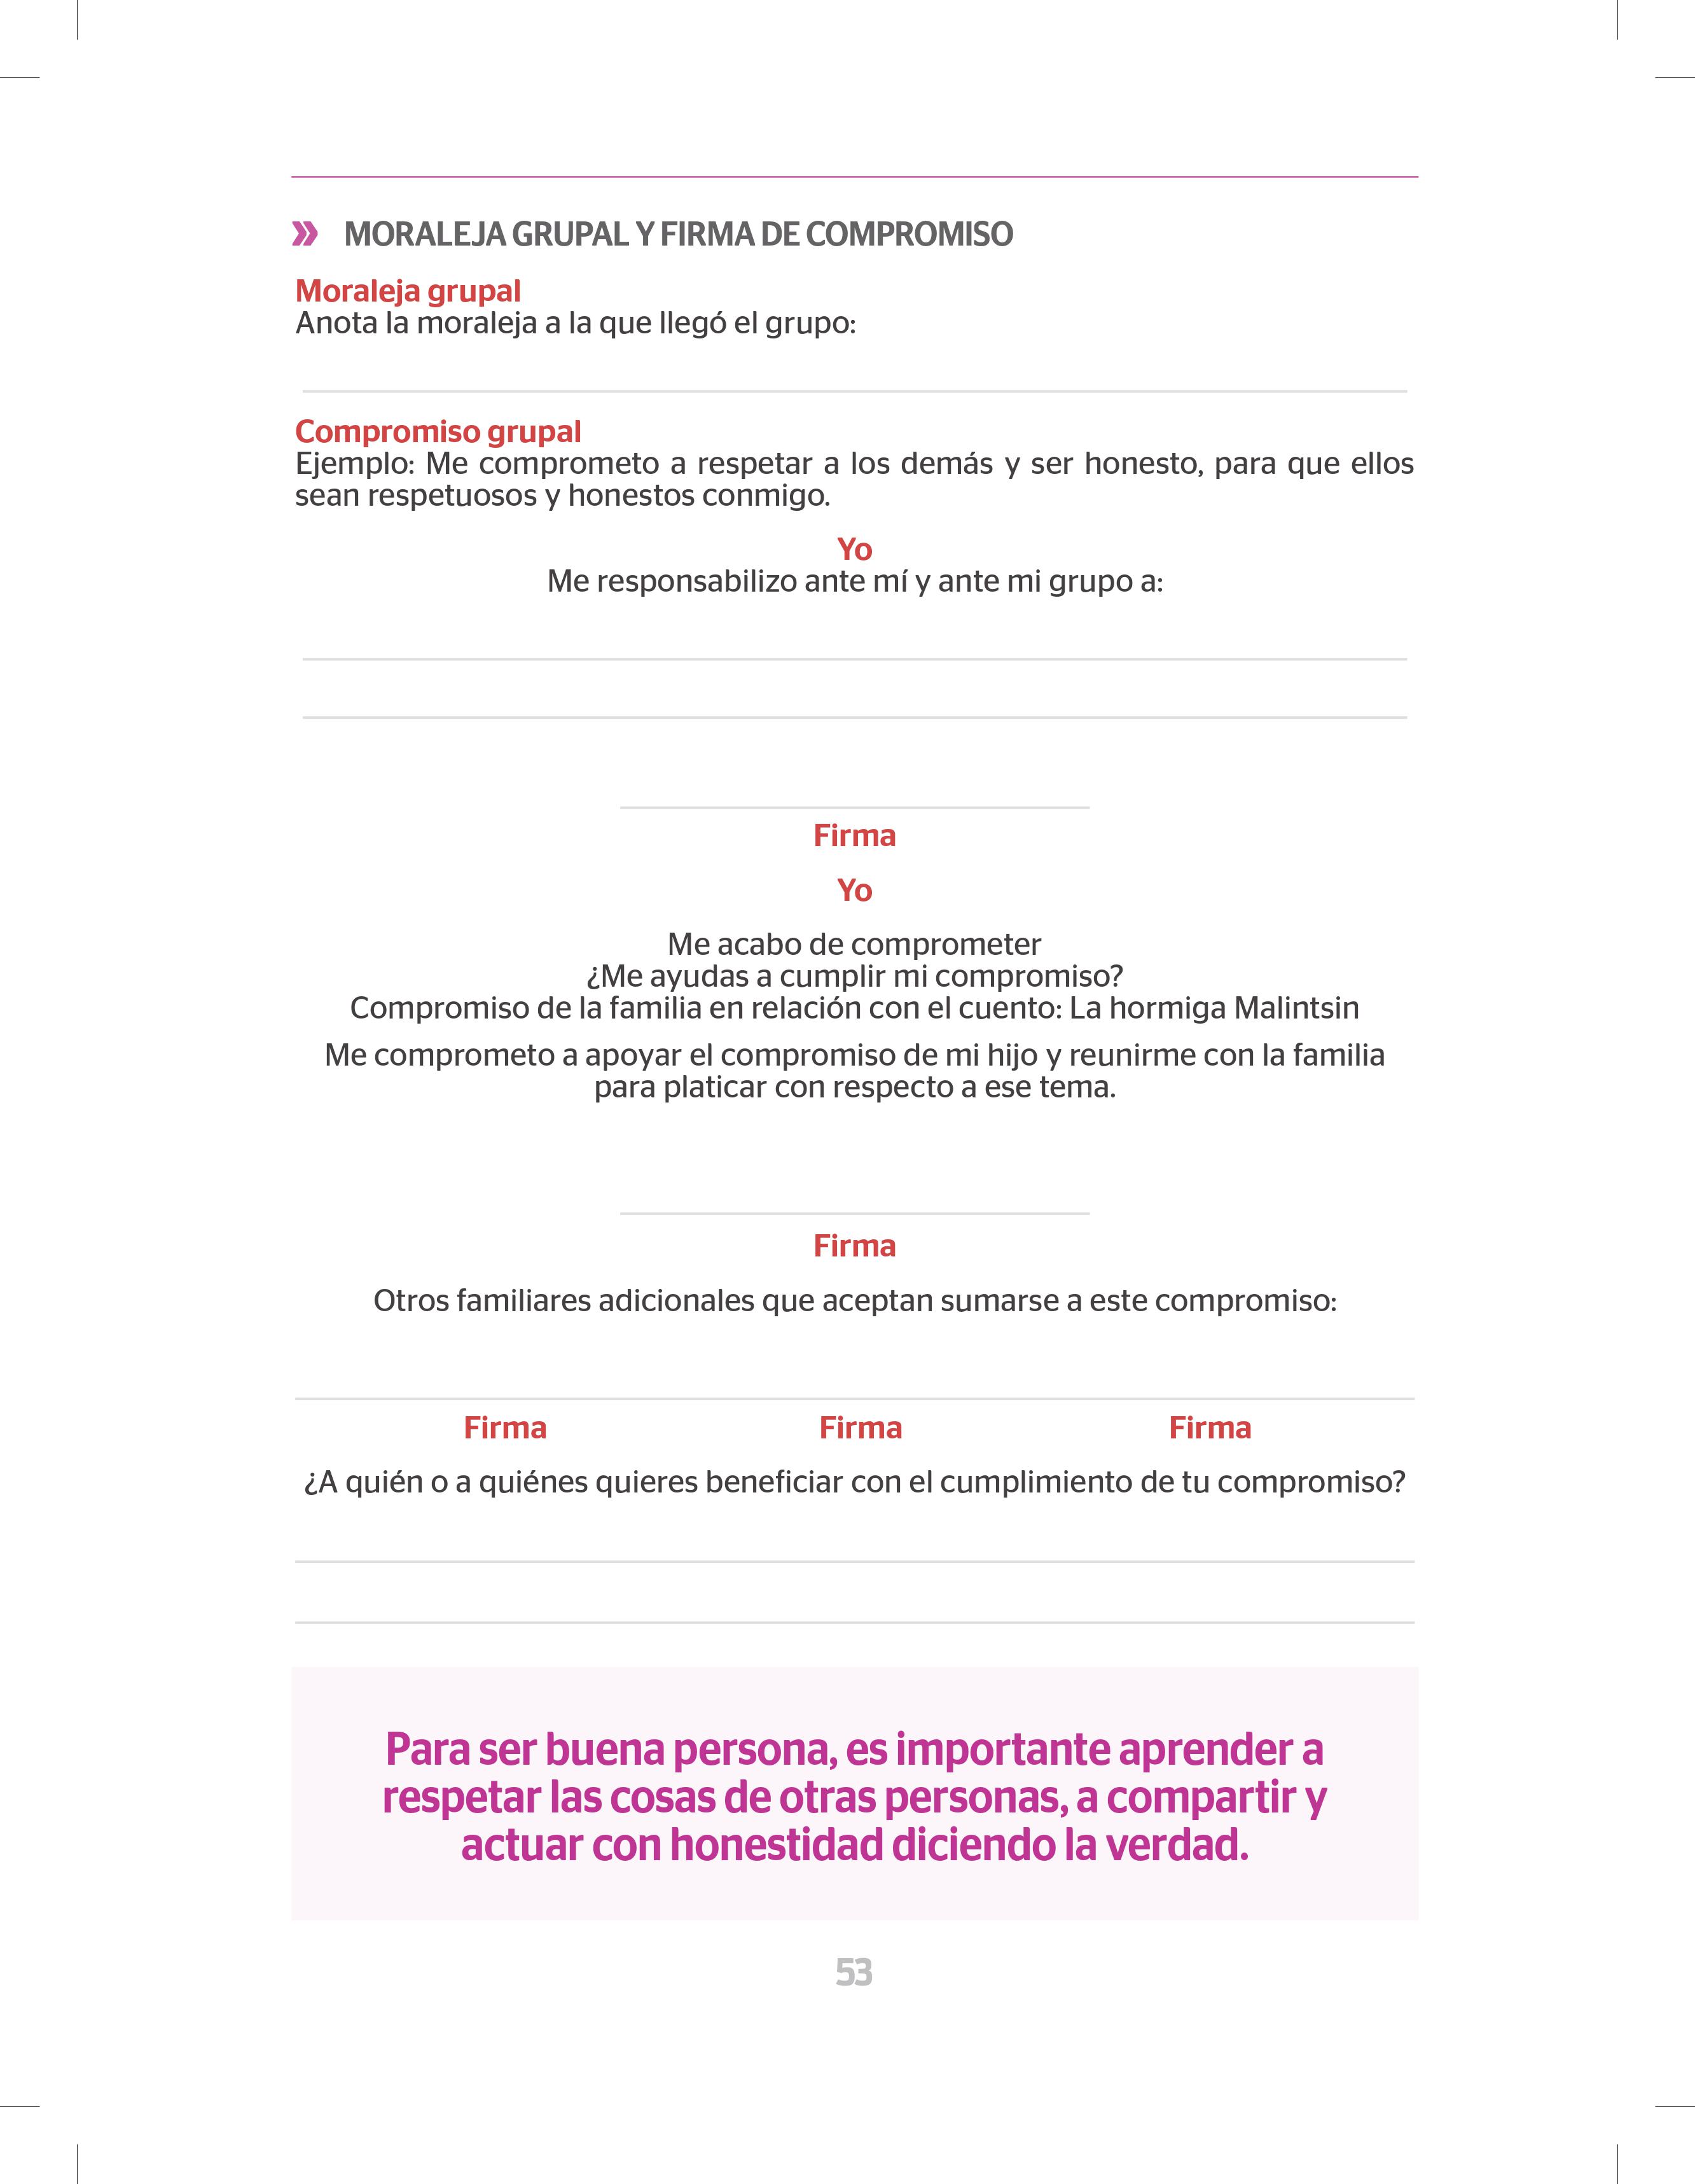 » MORALEJA GRUPAL Y FIRMA DE COMPROMISO
Moraleja grupal
Anota la moraleja a la que llegó el grupo:
Compromiso grupal
Ejemplo: Me comprometo a respetar a los demás y ser honesto, para que ellos
sean respetuosos y honestos conmigo.
Yo
Me responsabilizo ante mí y ante mi grupo a:
Firma
Yo
Me acabo de comprometer
¿Me ayudas a cumplir mi compromiso?
Compromiso de la familia en relación con el cuento: La hormiga Malintsin
Me comprometo a apoyar el compromiso de mi hijo y reunirme con la familia
para platicar con respecto a ese tema.
Firma
Otros familiares adicionales que aceptan sumarse a este compromiso:
Firma Firma Firma
¿A quién o a quiénes quieres beneficiar con el cumplimiento de tu compromiso?
Para ser buena persona, es importante aprender a
respetar las cosas de otras personas, a compartir y
actuar con honestidad diciendo la verdad.
53